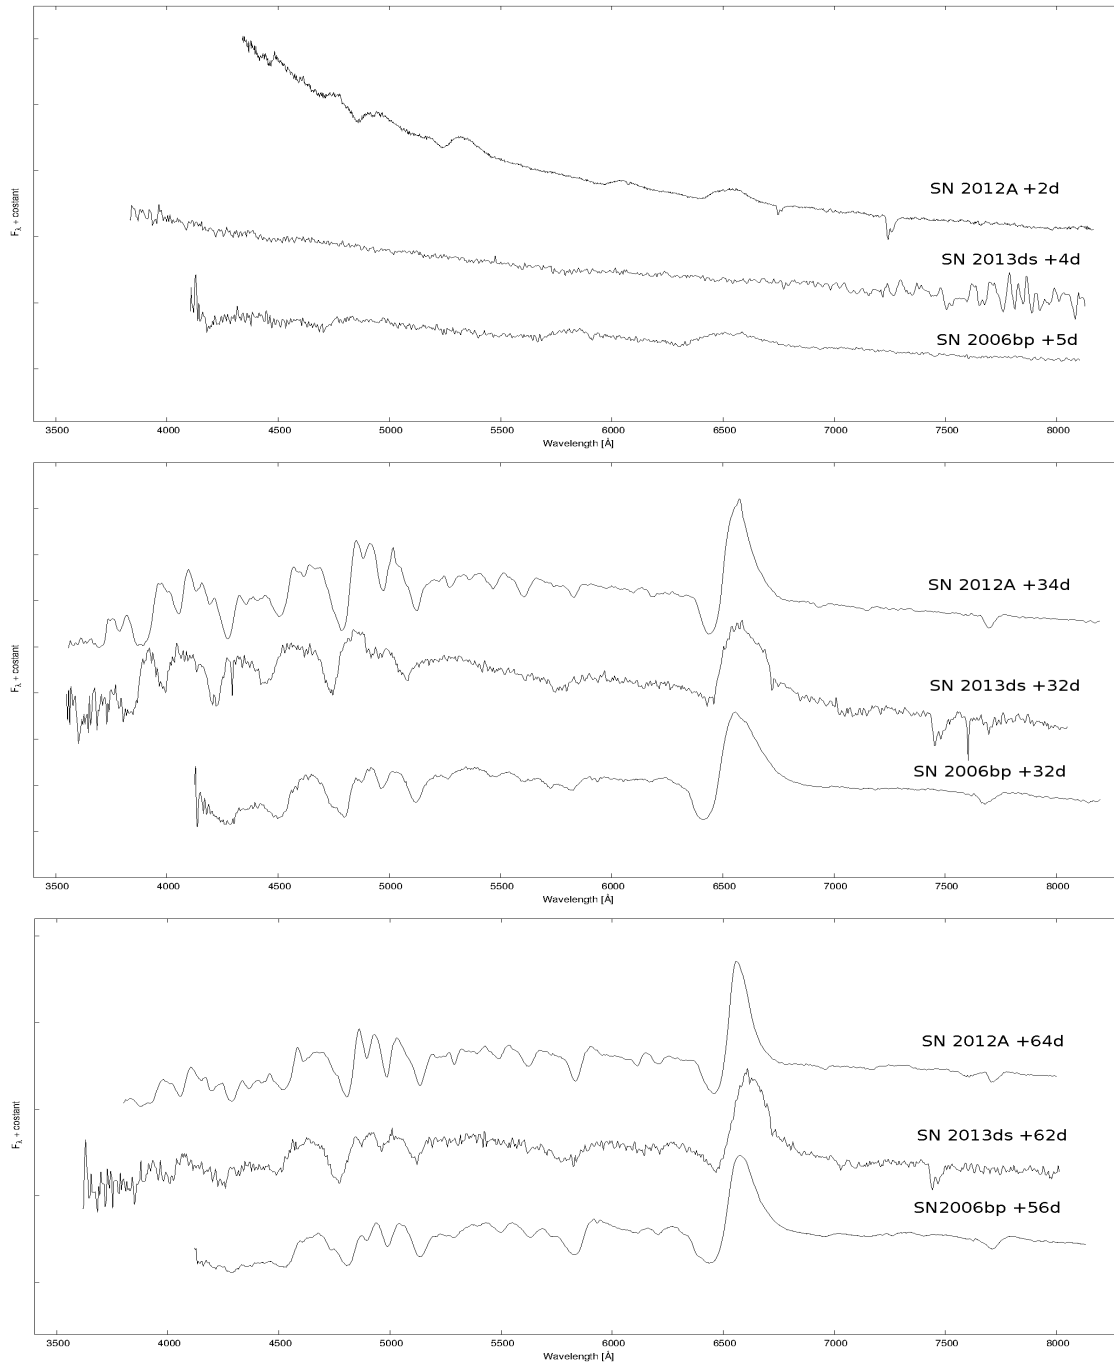 Fλ + costant
SN 2012A +2d
SN 2013ds +4d
SN 2006bp +5d
3500 4000 4500 5000 5500 6000 6500 7000 7500 8000
Wavelength [Å]
Fλ + costant
SN 2012A +34d
SN 2013ds +32d
SN 2006bp +32d
3500 4000 4500 5000 5500 6000 6500 7000 7500 8000
Wavelength [Å]
Fλ + costant
SN 2012A +64d
SN 2013ds +62d
SN2006bp +56d
3500 4000 4500 5000 5500 6000 6500 7000 7500 8000
Wavelength [Å]